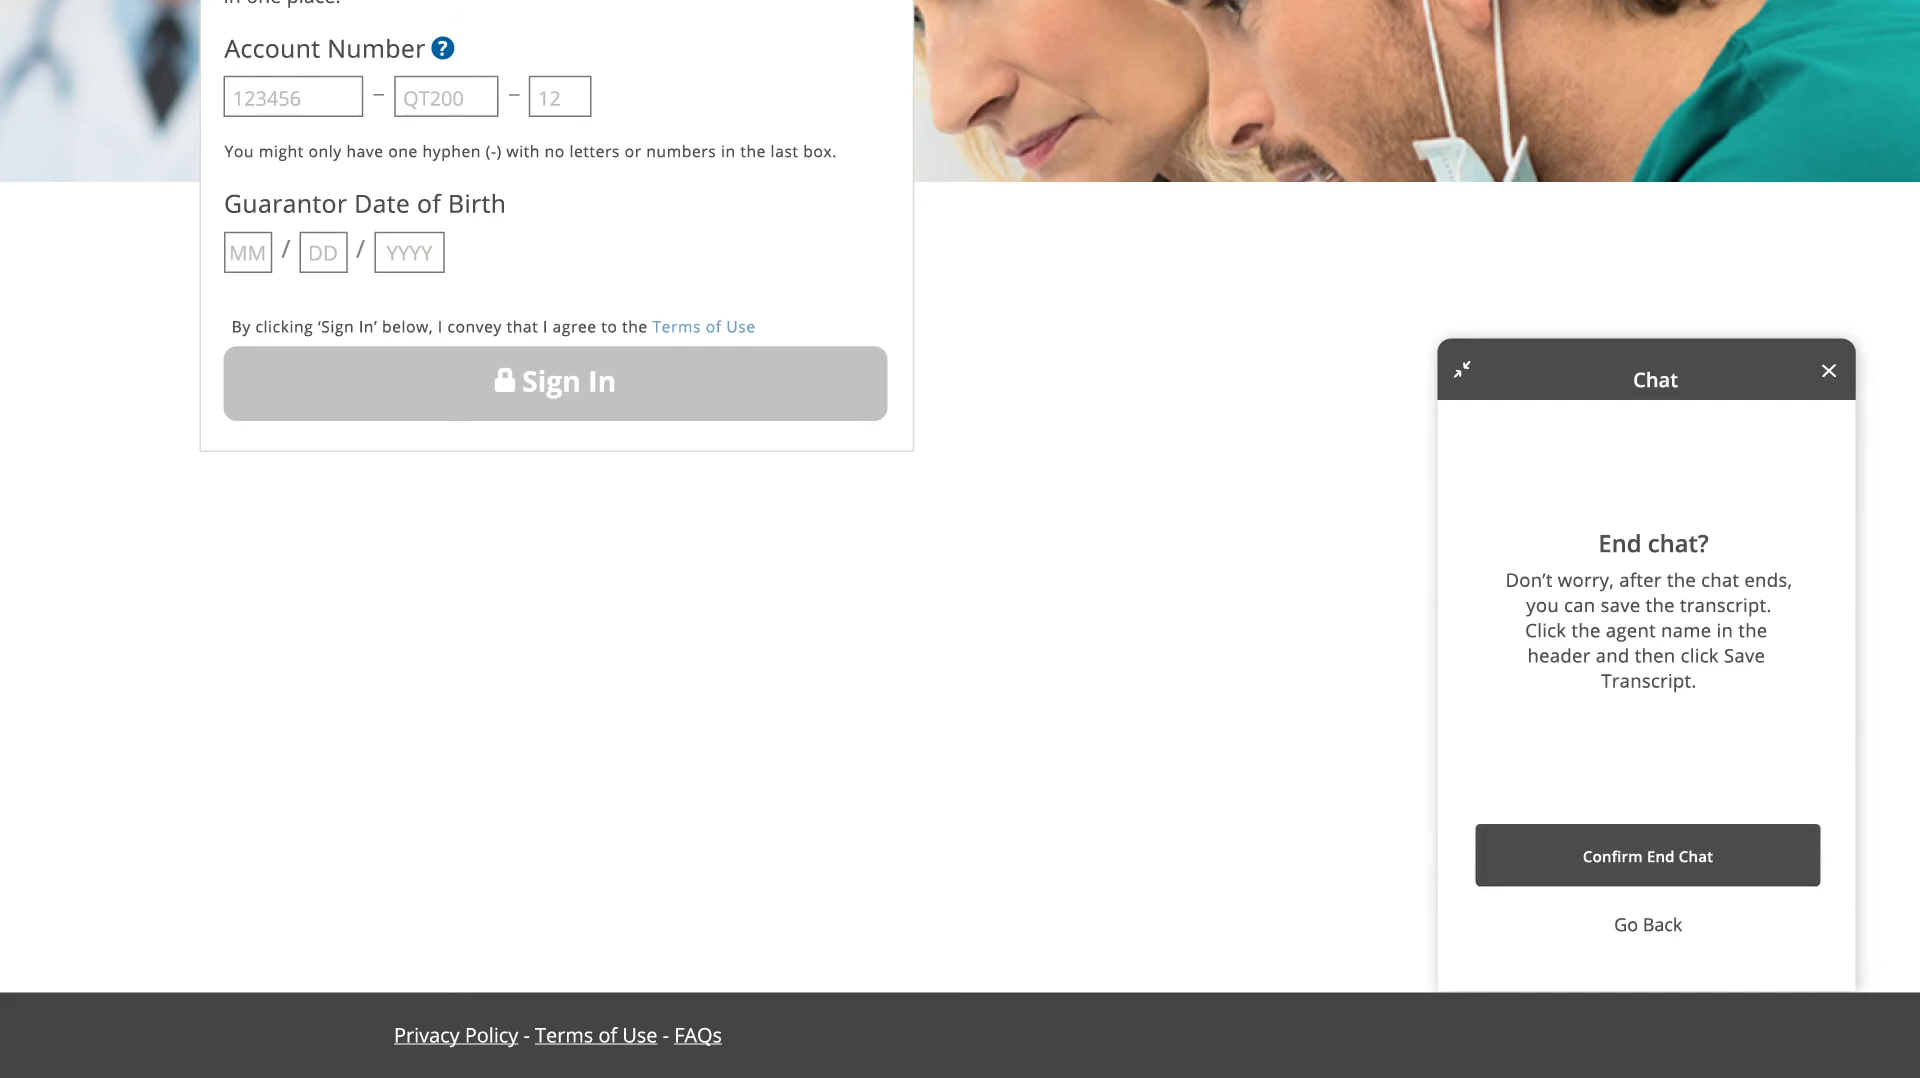 in one place.
Account Number ?
123456 – QT200 – 12
You might only have one hyphen (-) with no letters or numbers in the last box.
Guarantor Date of Birth
MM / DD / YYYY
By clicking ‘Sign In’ below, I convey that I agree to the Terms of Use
Sign In
Chat
End chat?
Don’t worry, after the chat ends,
you can save the transcript.
Click the agent name in the
header and then click Save
Transcript.
Confirm End Chat
Go Back
Privacy Policy - Terms of Use - FAQs